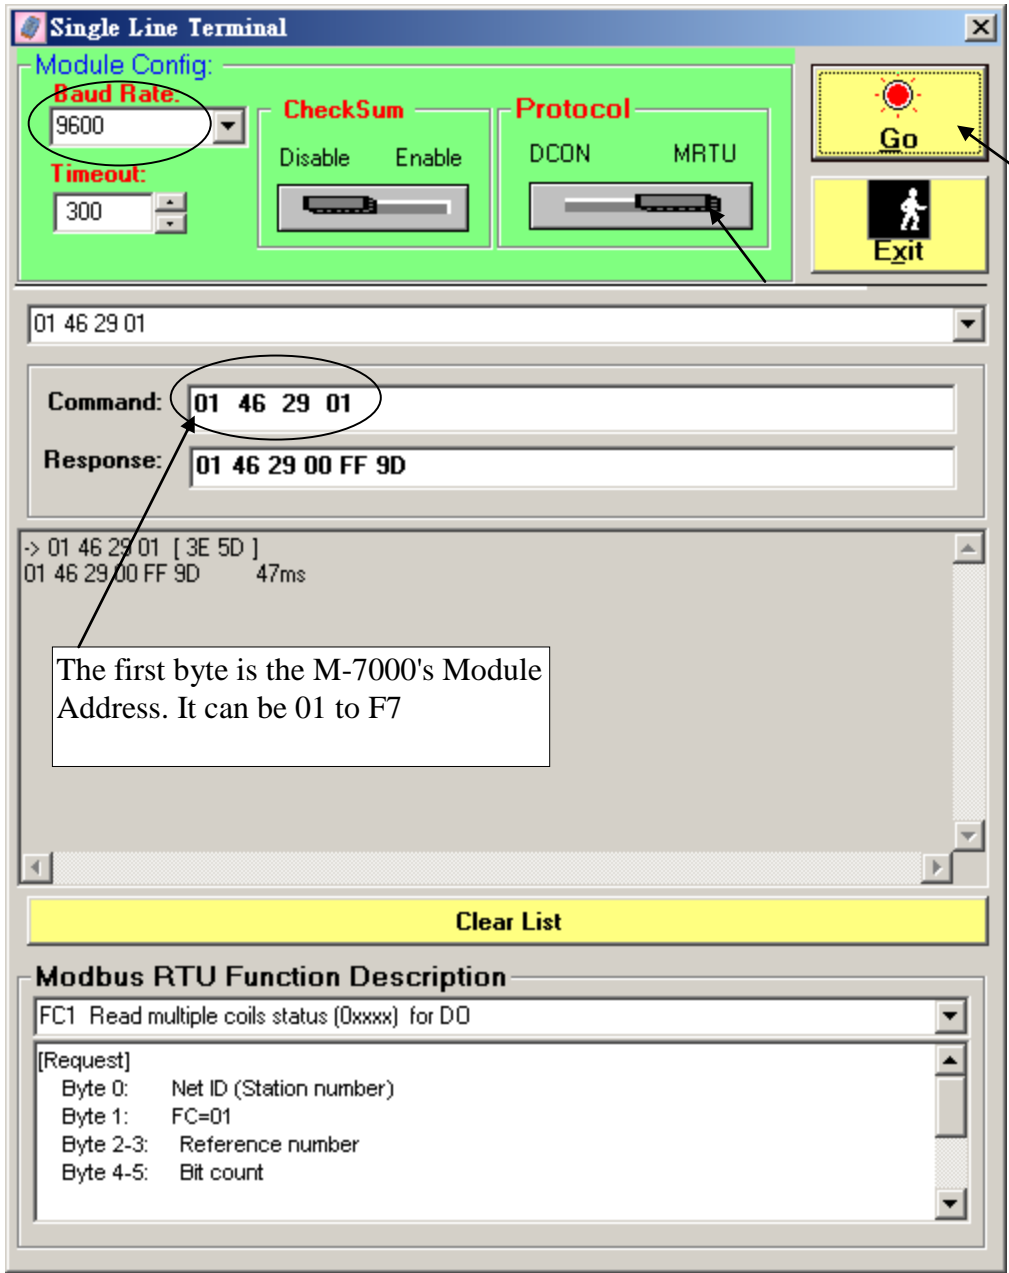 Single Line Terminal
Module Config:
Baud Rate:
9600
Timeout:
300
CheckSum
Disable Enable
Protocol
DCON MRTU
Go
Exit
01 46 29 01
Command: 01 46 29 01
Response: 01 46 29 00 FF 9D
-> 01 46 29 01 [ 3E 5D ]
01 46 29 00 FF 9D 47ms
The first byte is the M-7000's Module
Address. It can be 01 to F7
Clear List
Modbus RTU Function Description
FC1 Read multiple coils status (0xxxx) for DO
[Request]
Byte 0: Net ID (Station number)
Byte 1: FC=01
Byte 2-3: Reference number
Byte 4-5: Bit count